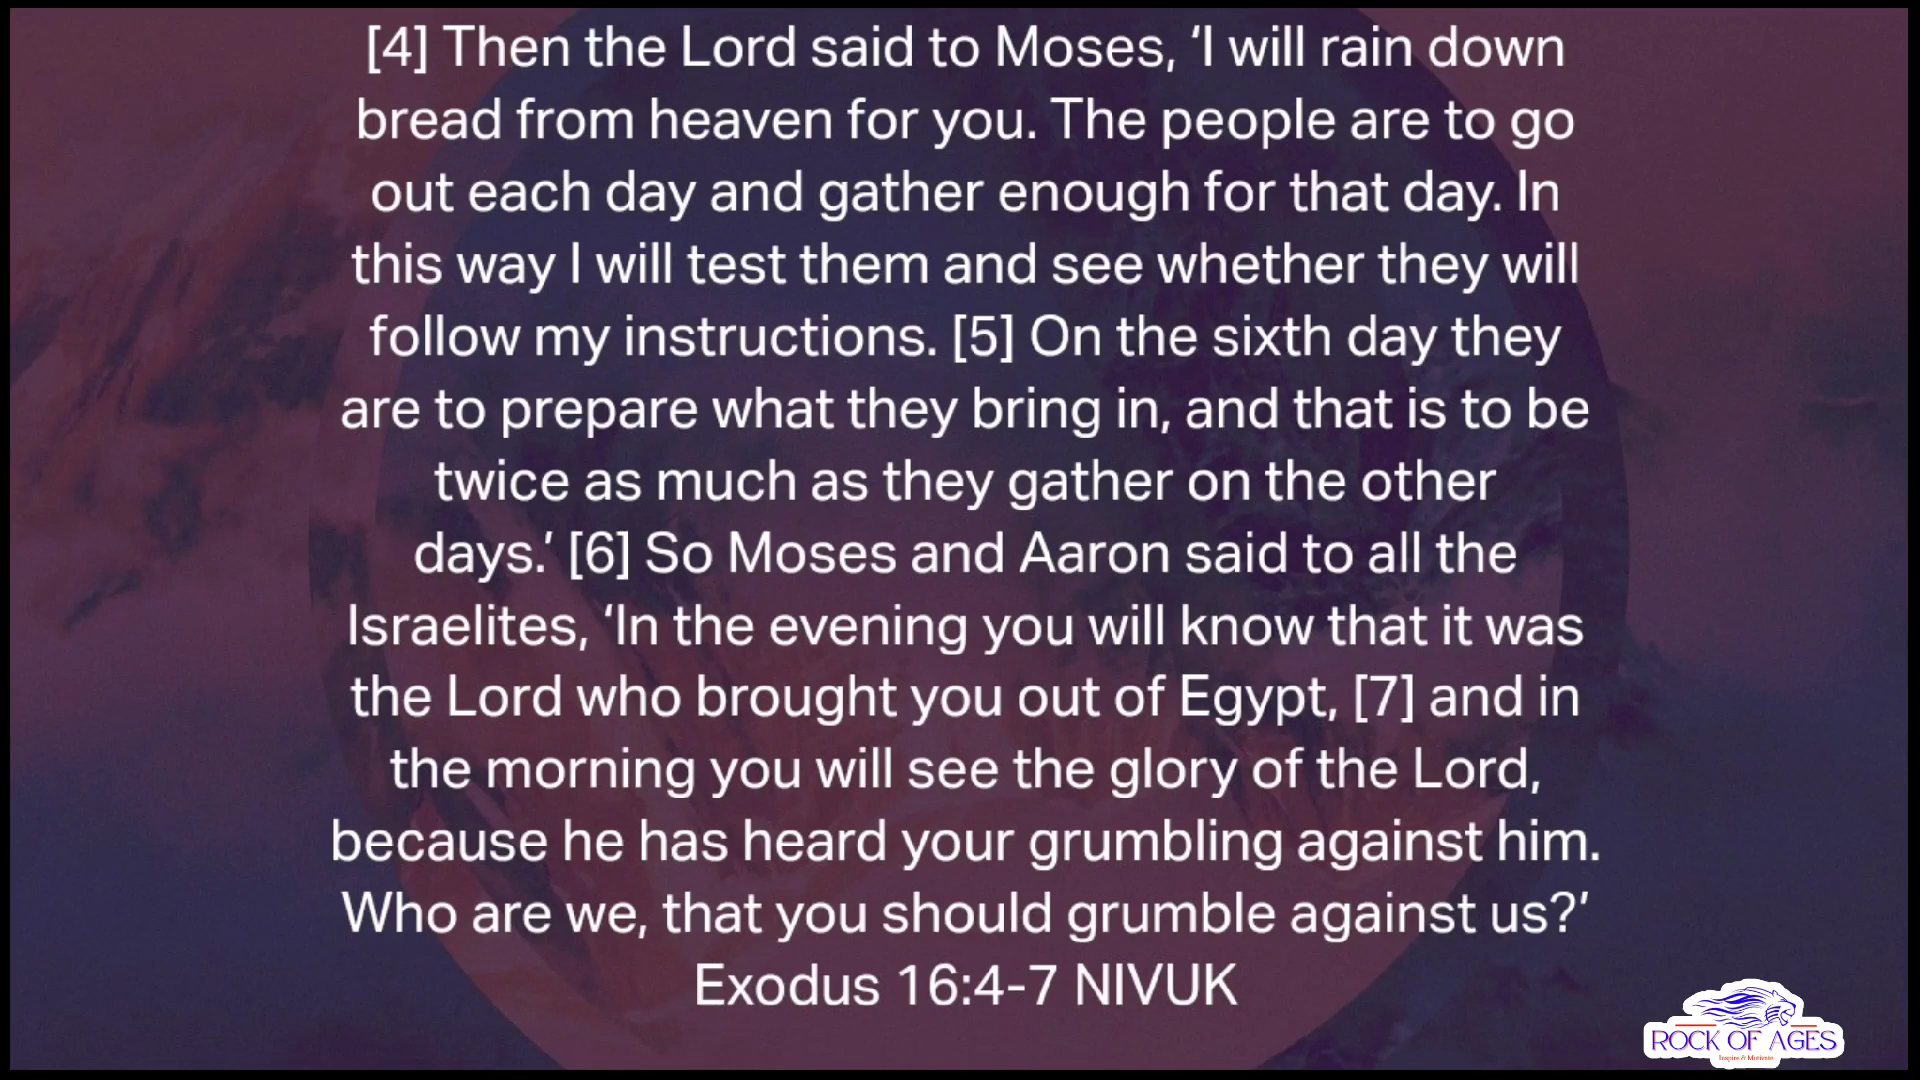 [4] Then the Lord said to Moses, ‘I will rain down
bread from heaven for you. The people are to go
out each day and gather enough for that day. In
this way I will test them and see whether they will
follow my instructions. [5] On the sixth day they
are to prepare what they bring in, and that is to be
twice as much as they gather on the other
days.’ [6] So Moses and Aaron said to all the
Israelites, ‘In the evening you will know that it was
the Lord who brought you out of Egypt, [7] and in
the morning you will see the glory of the Lord,
because he has heard your grumbling against him.
Who are we, that you should grumble against us?’
Exodus 16:4-7 NIVUK
ROCK OF AGES
Inspire & Motivate